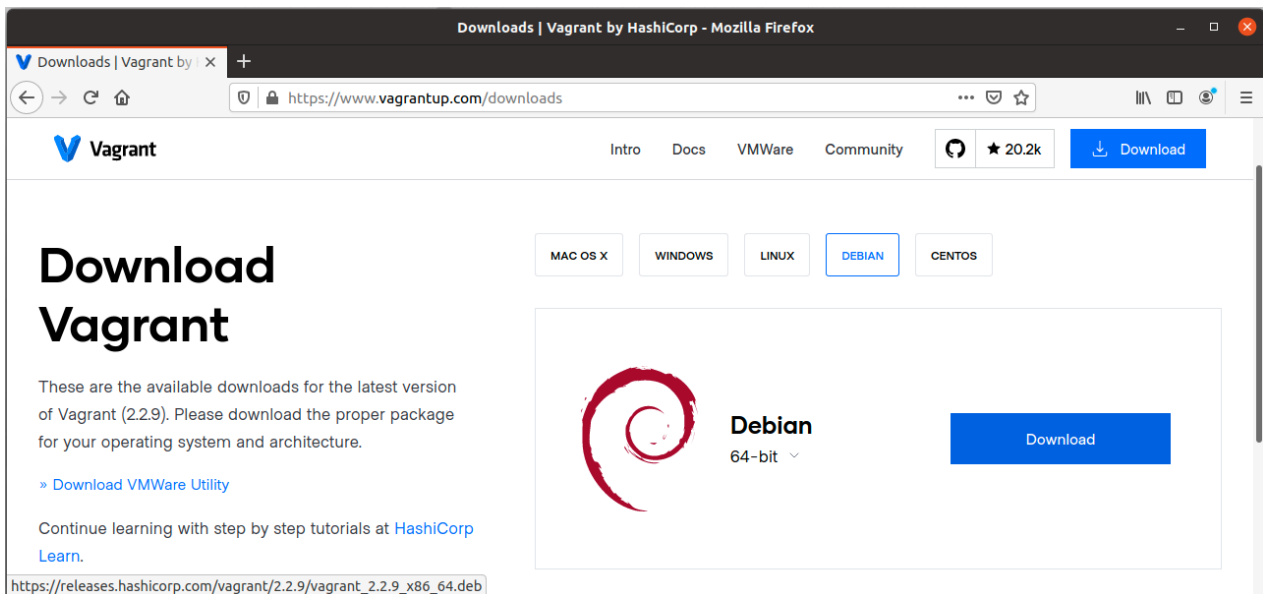 Downloads | Vagrant by HashiCorp - Mozilla Firefox
Downloads | Vagrant by
https://www.vagrantup.com/downloads
Vagrant
Intro Docs VMWare Community 20.2k Download
Download
Vagrant
These are the available downloads for the latest version
of Vagrant (2.2.9). Please download the proper package
for your operating system and architecture.
» Download VMWare Utility
Continue learning with step by step tutorials at HashiCorp
Learn.
MAC OS X WINDOWS LINUX DEBIAN CENTOS
Debian
64-bit
Download
https://releases.hashicorp.com/vagrant/2.2.9/vagrant_2.2.9_x86_64.deb